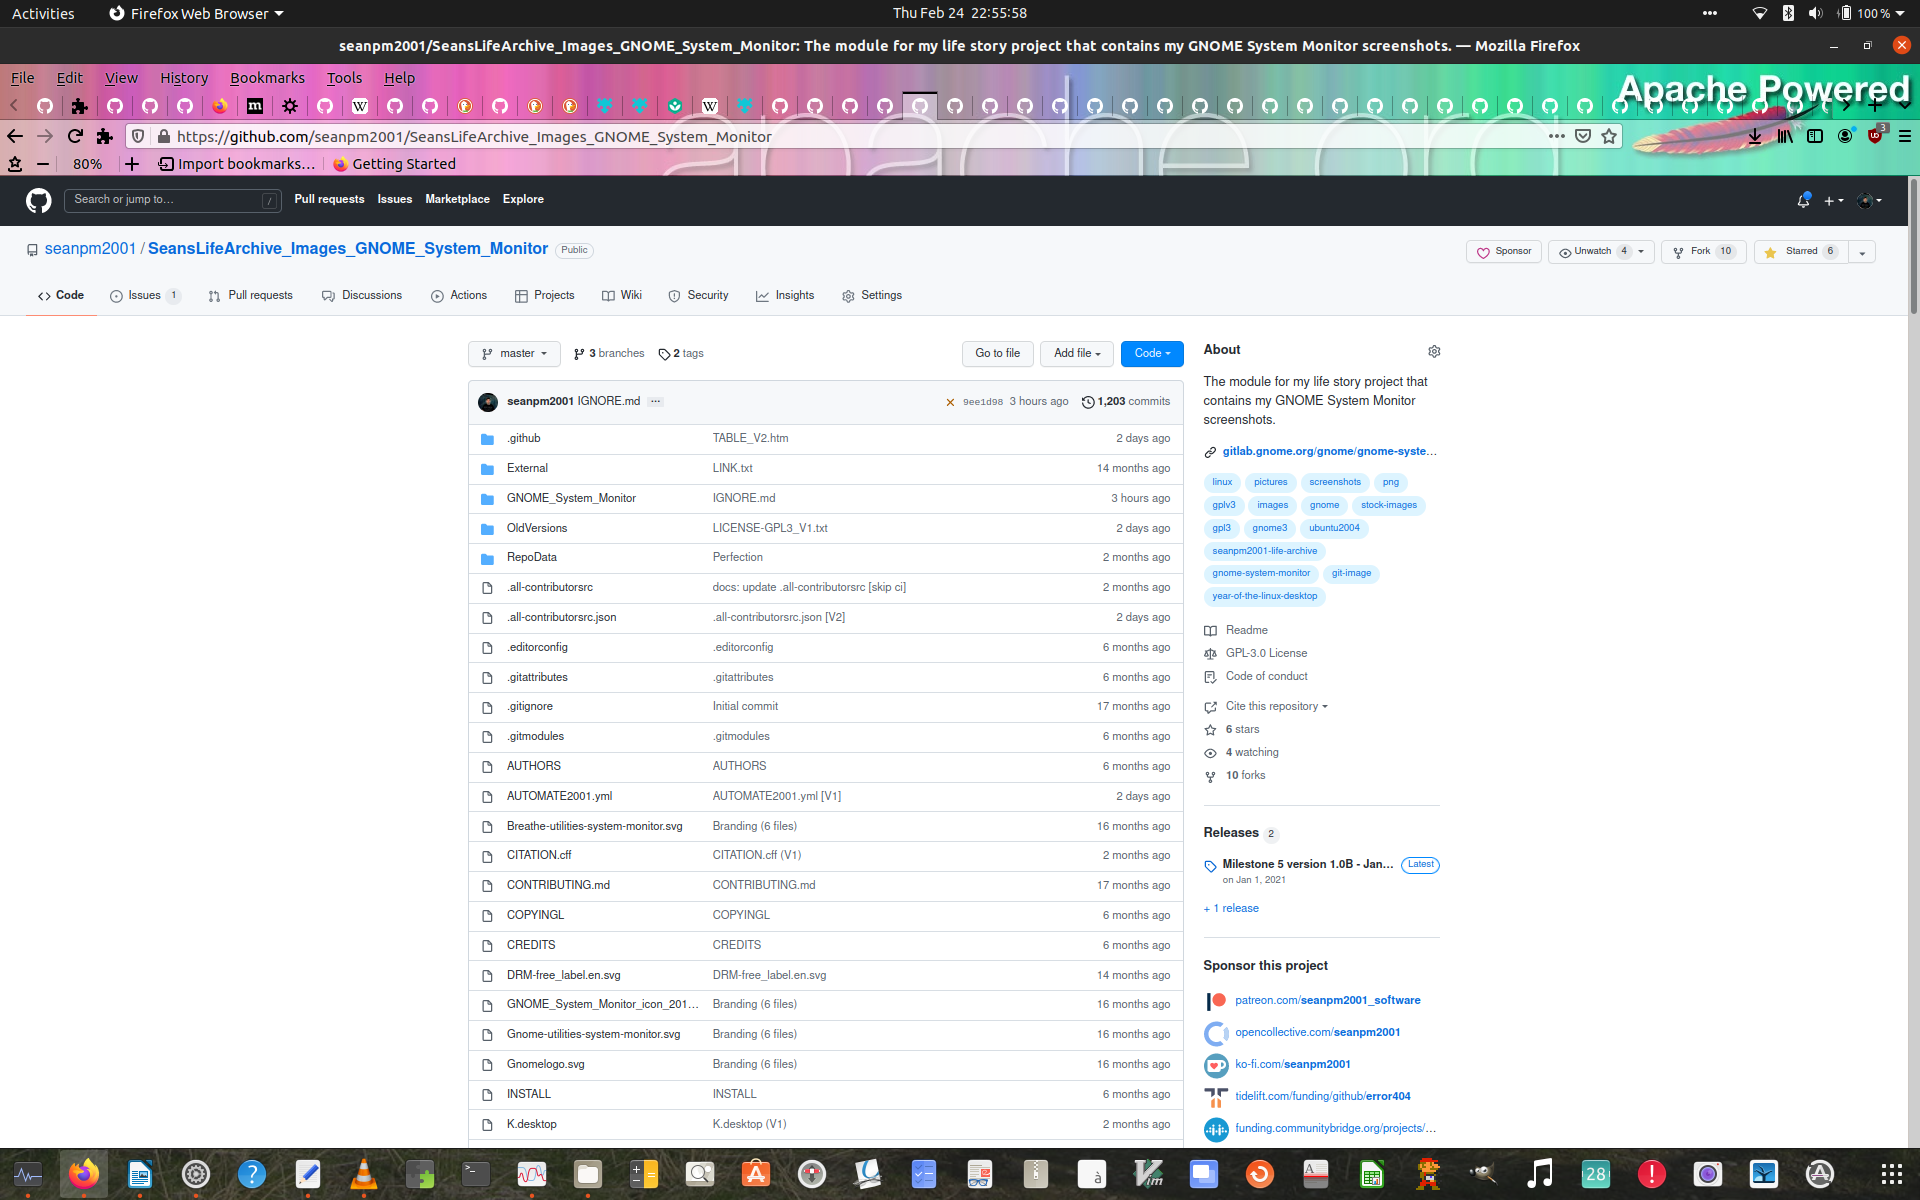 Activities Firefox Web Browser Thu Feb 24 22:55:58 100 %
seanpm2001/SeansLifeArchive_Images_GNOME_System_Monitor: The module for my life story project that contains my GNOME System Monitor screenshots. — Mozilla Firefox
File Edit View History Bookmarks Tools Help
Apache Powered
https://github.com/seanpm2001/SeansLifeArchive_Images_GNOME_System_Monitor
80% Import bookmarks... Getting Started
Search or jump to... / Pull requests Issues Marketplace Explore
seanpm2001 / SeansLifeArchive_Images_GNOME_System_Monitor Public
Sponsor Unwatch 4 Fork 10 Starred 6
Code Issues 1 Pull requests Discussions Actions Projects Wiki Security Insights Settings
master 3 branches 2 tags Go to file Add file Code
seanpm2001 IGNORE.md ... 9ee1d98 3 hours ago 1,203 commits
.github TABLE_V2.htm 2 days ago
External LINK.txt 14 months ago
GNOME_System_Monitor IGNORE.md 3 hours ago
OldVersions LICENSE-GPL3_V1.txt 2 days ago
RepoData Perfection 2 months ago
.all-contributorsrc docs: update .all-contributorsrc [skip ci] 2 months ago
.all-contributorsrc.json .all-contributorsrc.json [V2] 2 days ago
.editorconfig .editorconfig 6 months ago
.gitattributes .gitattributes 6 months ago
.gitignore Initial commit 17 months ago
.gitmodules .gitmodules 6 months ago
AUTHORS AUTHORS 6 months ago
AUTOMATE2001.yml AUTOMATE2001.yml [V1] 2 days ago
Breathe-utilities-system-monitor.svg Branding (6 files) 16 months ago
CITATION.cff CITATION.cff (V1) 2 months ago
CONTRIBUTING.md CONTRIBUTING.md 17 months ago
COPYINGL COPYINGL 6 months ago
CREDITS CREDITS 6 months ago
DRM-free_label.en.svg DRM-free_label.en.svg 14 months ago
GNOME_System_Monitor_icon_201... Branding (6 files) 16 months ago
Gnome-utilities-system-monitor.svg Branding (6 files) 16 months ago
Gnomelogo.svg Branding (6 files) 16 months ago
INSTALL INSTALL 6 months ago
K.desktop K.desktop (V1) 2 months ago
About
The module for my life story project that
contains my GNOME System Monitor
screenshots.
gitlab.gnome.org/gnome/gnome-syste...
linux pictures screenshots png
gplv3 images gnome stock-images
gpl3 gnome3 ubuntu2004
seanpm2001-life-archive
gnome-system-monitor git-image
year-of-the-linux-desktop
Readme
GPL-3.0 License
Code of conduct
Cite this repository
6 stars
4 watching
10 forks
Releases 2
Milestone 5 version 1.0B - Jan... Latest
on Jan 1, 2021
+ 1 release
Sponsor this project
patreon.com/seanpm2001_software
opencollective.com/seanpm2001
ko-fi.com/seanpm2001
tidelift.com/funding/github/error404
funding.communitybridge.org/projects/...
28